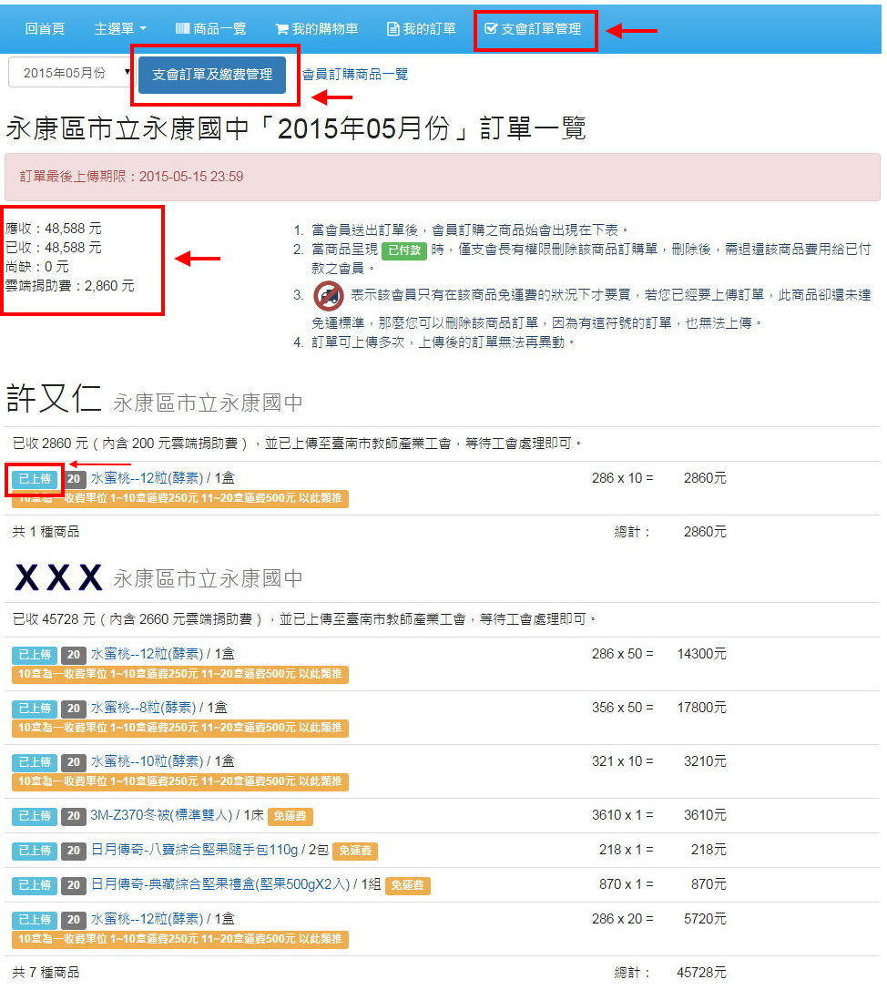 回首頁 主選單 商品一覽 我的購物車 我的訂單 支會訂單管理
2015年05月份 支會訂單及繳費管理 會員訂購商品一覽
永康區市立永康國中「2015年05月份」訂單一覽
訂單最後上傳期限：2015-05-15 23:59
應收：48,588 元
已收：48,588 元
尚缺：0 元
雲端捐助費：2,860 元
1. 當會員送出訂單後，會員訂購之商品始會出現在下表。
2. 當商品呈現 已付款 時，僅支會長有權限刪除該商品訂購單，刪除後，需退還該商品費用給已付
款之會員。
3. 表示該會員只有在該商品免運費的狀況下才要買，若您已經要上傳訂單，此商品卻還未達
免運標準，那麼您可以刪除該商品訂單，因為有這符號的訂單，也無法上傳。
4. 訂單可上傳多次，上傳後的訂單無法再異動。
許又仁 永康區市立永康國中
已收 2860 元（內含 200 元雲端捐助費），並已上傳至臺南市教師產業工會，等待工會處理即可。
已上傳 20 水蜜桃--12粒(酵素) / 1盒 286 x 10 = 2860元
10盒為一收費單位 1~10盒運費250元 11~20盒運費500元 以此類推
共 1 種商品 總計： 2860元
XXX 永康區市立永康國中
已收 45728 元（內含 2660 元雲端捐助費），並已上傳至臺南市教師產業工會，等待工會處理即可。
已上傳 20 水蜜桃--12粒(酵素) / 1盒 286 x 50 = 14300元
10盒為一收費單位 1~10盒運費250元 11~20盒運費500元 以此類推
已上傳 20 水蜜桃--8粒(酵素) / 1盒 356 x 50 = 17800元
10盒為一收費單位 1~10盒運費250元 11~20盒運費500元 以此類推
已上傳 20 水蜜桃--10粒(酵素) / 1盒 321 x 10 = 3210元
10盒為一收費單位 1~10盒運費250元 11~20盒運費500元 以此類推
已上傳 20 3M-Z370冬被(標準雙人) / 1床 免運費 3610 x 1 = 3610元
已上傳 20 日月傳奇-八寶綜合堅果隨手包110g / 2包 免運費 218 x 1 = 218元
已上傳 20 日月傳奇-典藏綜合堅果禮盒(堅果500gX2入) / 1組 免運費 870 x 1 = 870元
已上傳 20 水蜜桃--12粒(酵素) / 1盒 286 x 20 = 5720元
10盒為一收費單位 1~10盒運費250元 11~20盒運費500元 以此類推
共 7 種商品 總計： 45728元